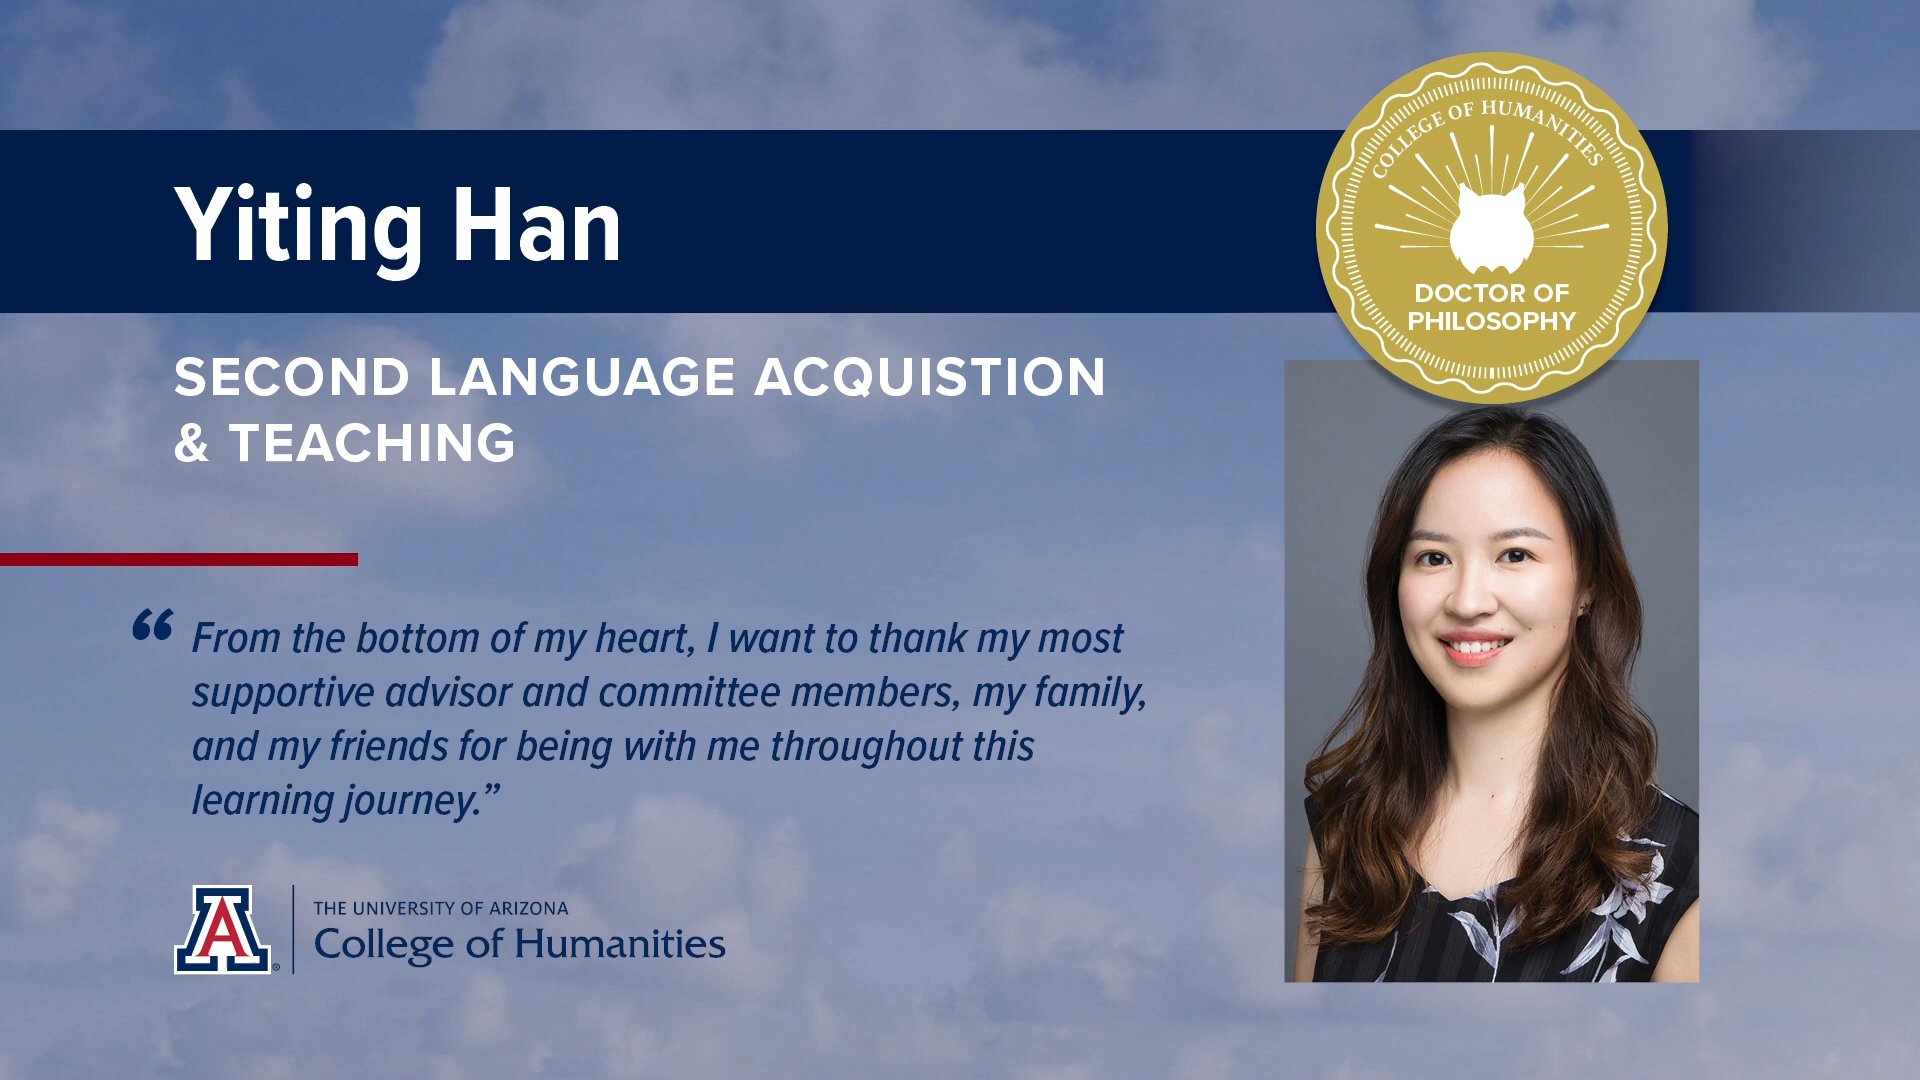 COLLEGE OF HUMANITIES
DOCTOR OF
PHILOSOPHY
Yiting Han
SECOND LANGUAGE ACQUISTION
& TEACHING
“From the bottom of my heart, I want to thank my most
supportive advisor and committee members, my family,
and my friends for being with me throughout this
learning journey.”
A
®
THE UNIVERSITY OF ARIZONA
College of Humanities